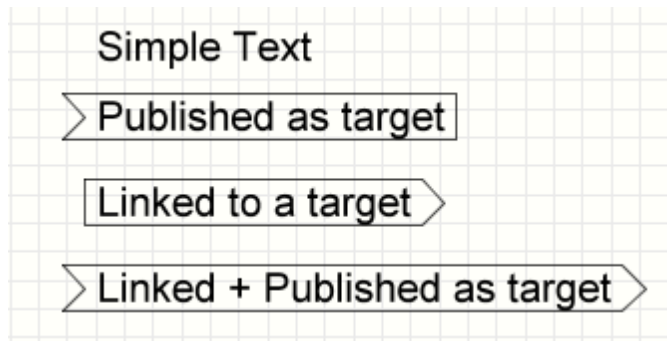 Simple Text
Published as target
Linked to a target
Linked + Published as target